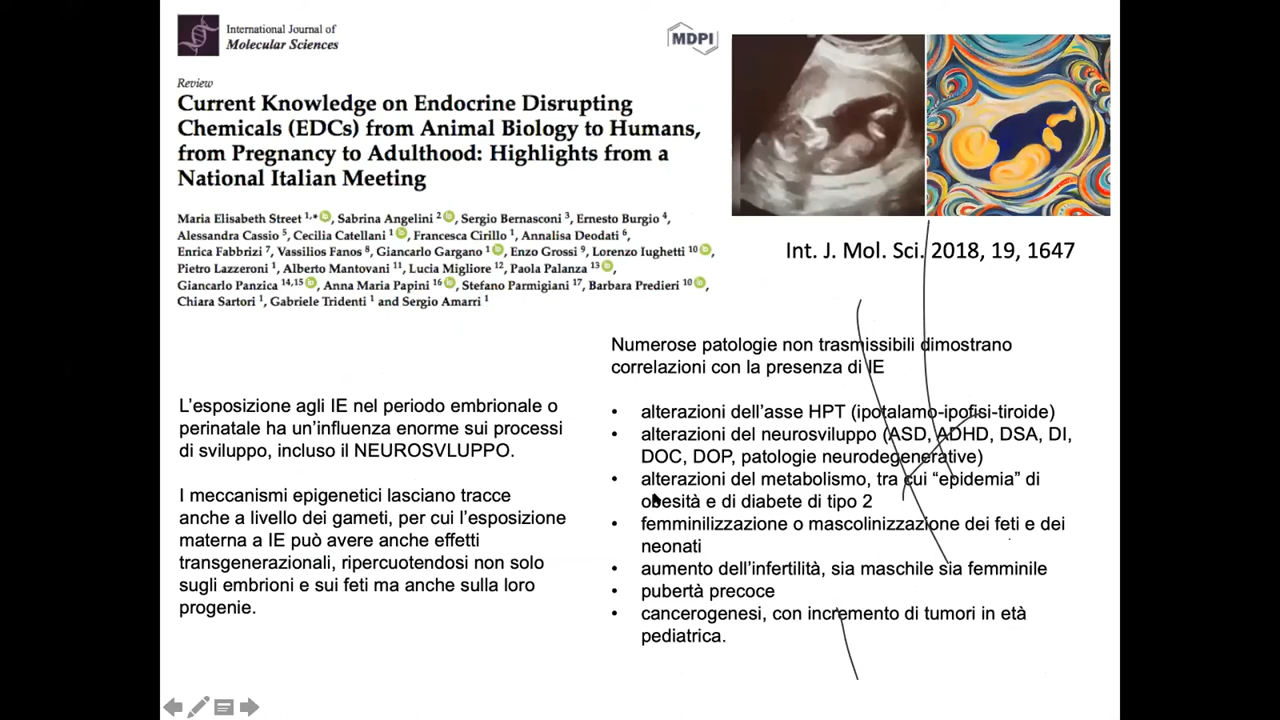 International Journal of
Molecular Sciences
MDPI
Review
Current Knowledge on Endocrine Disrupting
Chemicals (EDCs) from Animal Biology to Humans,
from Pregnancy to Adulthood: Highlights from a
National Italian Meeting
Maria Elisabeth Street 1,*, Sabrina Angelini 2, Sergio Bernasconi 3, Ernesto Burgio 4,
Alessandra Cassio 5, Cecilia Catellani 1, Francesca Cirillo 1, Annalisa Deodati 6,
Enrica Fabbrizi 7, Vassilios Fanos 8, Giancarlo Gargano 1, Enzo Grossi 9, Lorenzo Iughetti 10,
Pietro Lazzeroni 1, Alberto Mantovani 11, Lucia Migliore 12, Paola Palanza 13,
Giancarlo Panzica 14,15, Anna Maria Papini 16, Stefano Parmigiani 17, Barbara Predieri 10,
Chiara Sartori 1, Gabriele Tridenti 1 and Sergio Amarri 1
Int. J. Mol. Sci. 2018, 19, 1647
L'esposizione agli IE nel periodo embrionale o
perinatale ha un'influenza enorme sui processi
di sviluppo, incluso il NEUROSVLUPPO.
I meccanismi epigenetici lasciano tracce
anche a livello dei gameti, per cui l'esposizione
materna a IE può avere anche effetti
transgenerazionali, ripercuotendosi non solo
sugli embrioni e sui feti ma anche sulla loro
progenie.
Numerose patologie non trasmissibili dimostrano
correlazioni con la presenza di IE
• alterazioni dell'asse HPT (ipotalamo-ipofisi-tiroide)
• alterazioni del neurosviluppo (ASD, ADHD, DSA, DI,
DOC, DOP, patologie neurodegenerative)
• alterazioni del metabolismo, tra cui “epidemia” di
obesità e di diabete di tipo 2
• femminilizzazione o mascolinizzazione dei feti e dei
neonati
• aumento dell'infertilità, sia maschile sia femminile
• pubertà precoce
• cancerogenesi, con incremento di tumori in età
pediatrica.